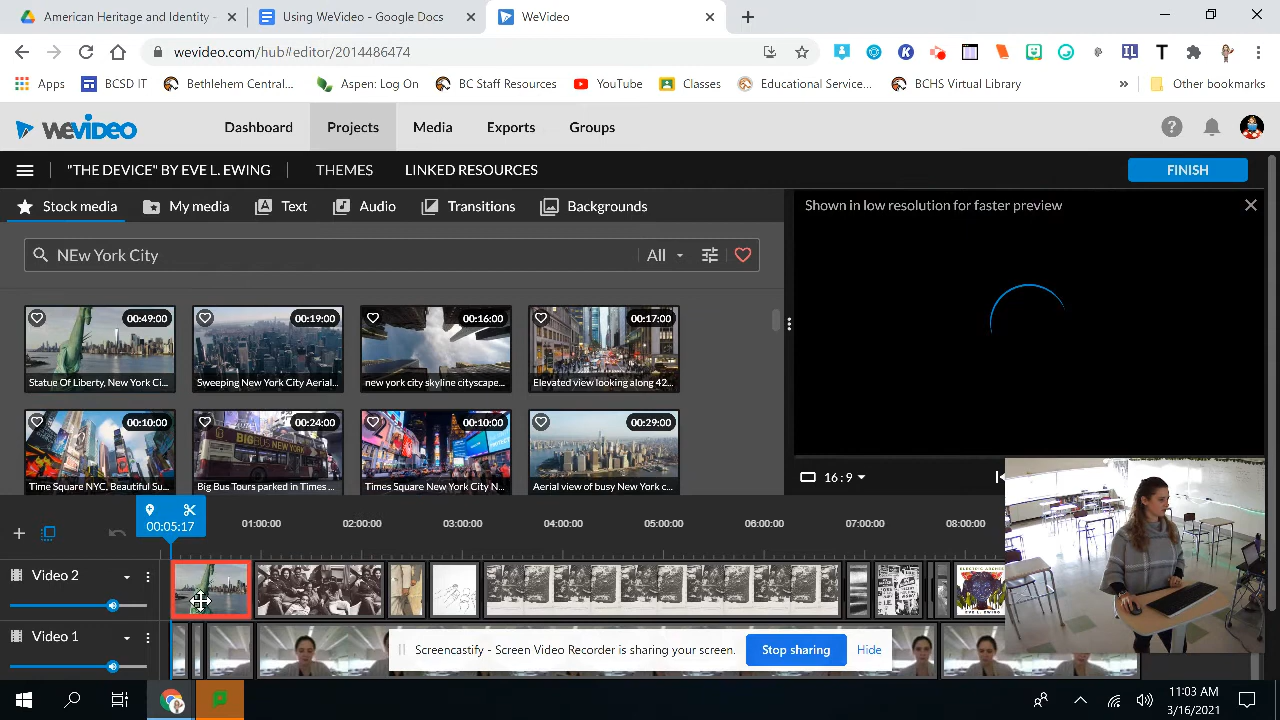 American Heritage and Identity -
Using WeVideo - Google Docs
WeVideo
wevideo.com/hub#editor/2014486474
Apps
BCSD IT
Bethlehem Central...
Aspen: Log On
BC Staff Resources
YouTube
Classes
Educational Service...
BCHS Virtual Library
Other bookmarks
WEVIDEO
Dashboard
Projects
Media
Exports
Groups
"THE DEVICE" BY EVE L. EWING
THEMES
LINKED RESOURCES
FINISH
Stock media
My media
Text
Audio
Transitions
Backgrounds
Shown in low resolution for faster preview
NEw York City
All
00:49:00
00:19:00
00:16:00
00:17:00
Statue Of Liberty, New York Ci...
Sweeping New York City Aerial...
new york city skyline cityscape...
Elevated view looking along 42...
00:10:00
00:24:00
00:10:00
00:29:00
Time Square NYC. Beautiful Su...
Big Bus Tours parked in Times ...
Times Square New York City N...
Aerial view of busy New York c...
16:9
00:05:17
01:00:00
02:00:00
03:00:00
04:00:00
05:00:00
06:00:00
07:00:00
08:00:00
Video 2
EVE L. EWING
Video 1
Screencastify - Screen Video Recorder is sharing your screen.
Stop sharing
Hide
11:03 AM
3/16/2021